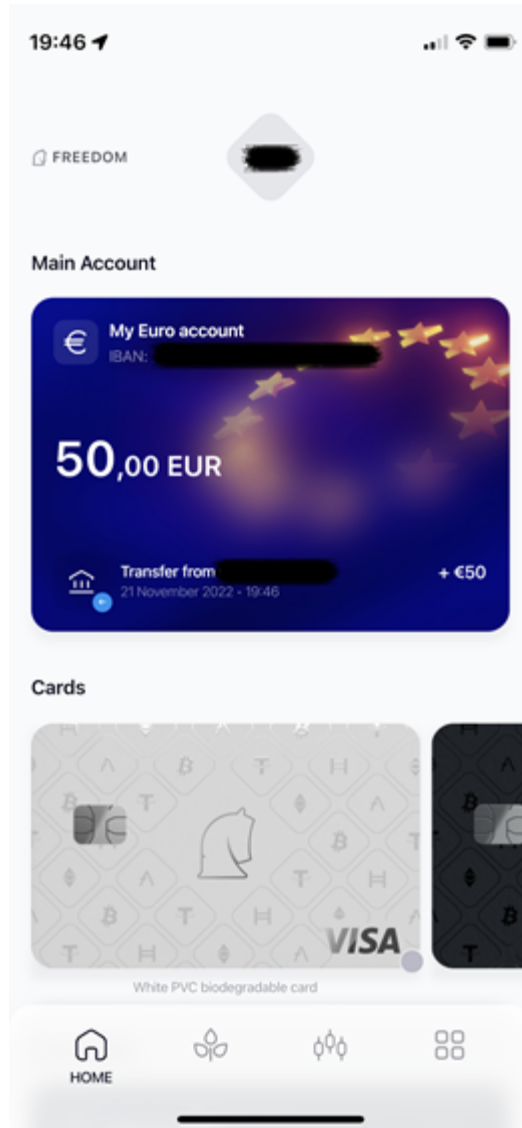 19:46
FREEDOM
Main Account
€ My Euro account
IBAN:
50,00 EUR
Transfer from
+ €50
21 November 2022 - 19:46
Cards
VISA
White PVC biodegradable card
HOME